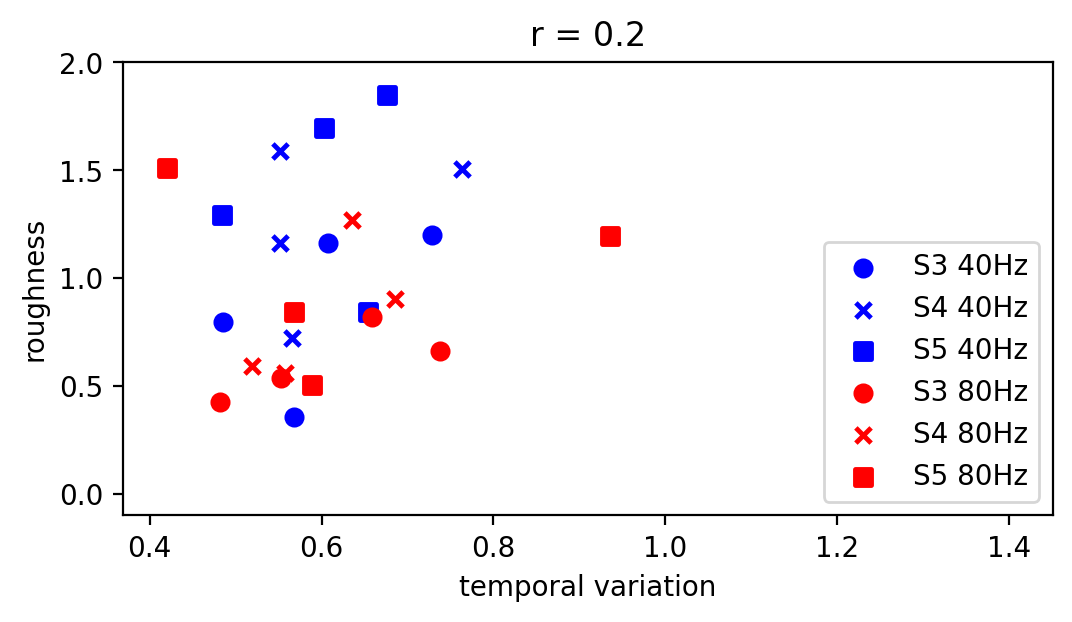 r = 0.2
2.0
1.5
1.0
0.5
0.0
roughness
0.4 0.6 0.8 1.0 1.2 1.4
temporal variation
S3 40Hz
S4 40Hz
S5 40Hz
S3 80Hz
S4 80Hz
S5 80Hz